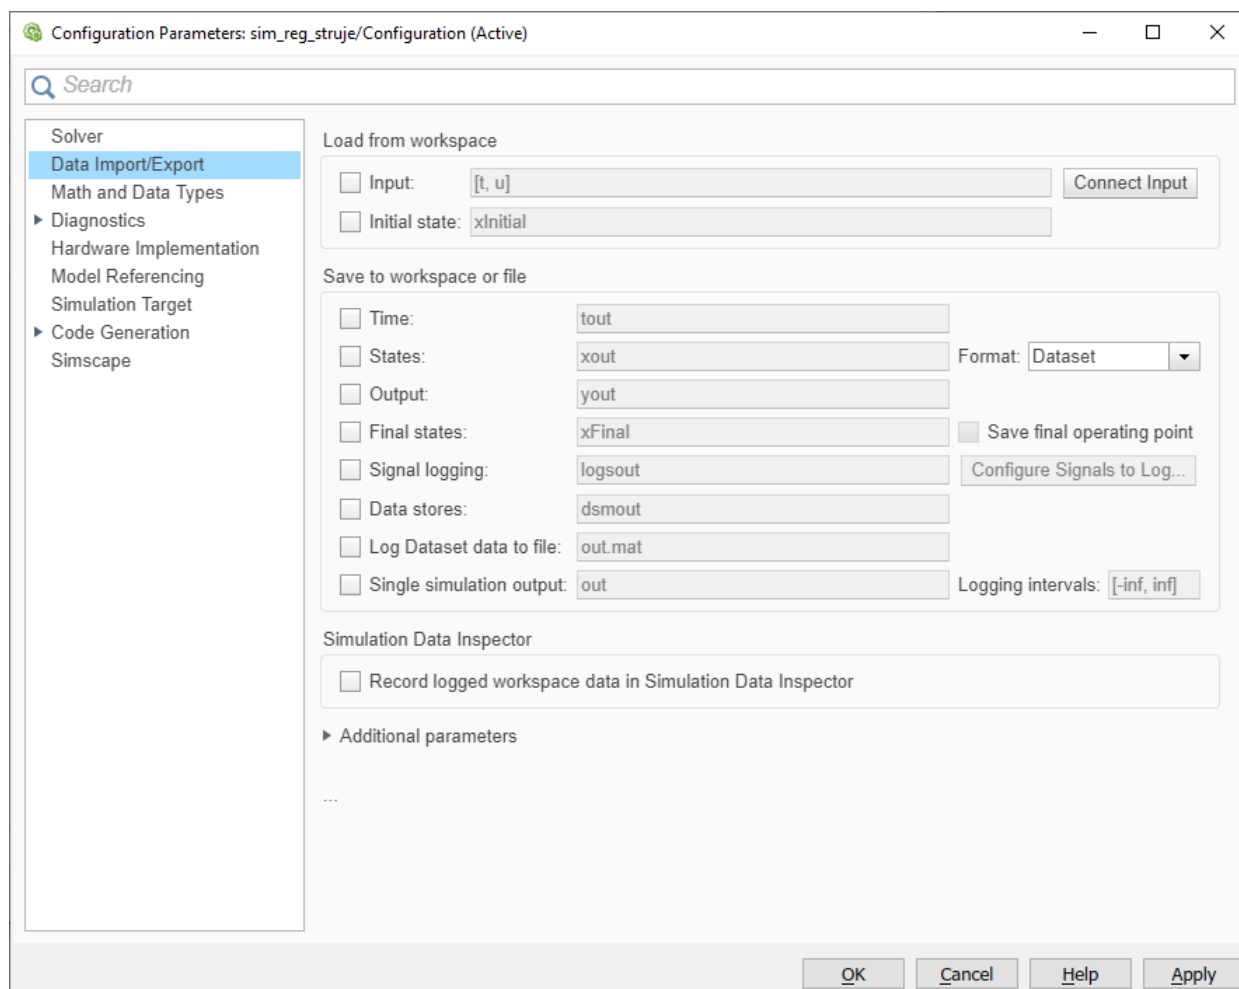 Configuration Parameters: sim_reg_struje/Configuration (Active)
Search
Solver
Data Import/Export
Math and Data Types
Diagnostics
Hardware Implementation
Model Referencing
Simulation Target
Code Generation
Simscape
Load from workspace
Input: [t, u] Connect Input
Initial state: xInitial
Save to workspace or file
Time: tout
States: xout Format: Dataset
Output: yout
Final states: xFinal Save final operating point
Signal logging: logsout Configure Signals to Log...
Data stores: dsmout
Log Dataset data to file: out.mat
Single simulation output: out Logging intervals: [-inf, inf]
Simulation Data Inspector
Record logged workspace data in Simulation Data Inspector
Additional parameters
...
OK Cancel Help Apply